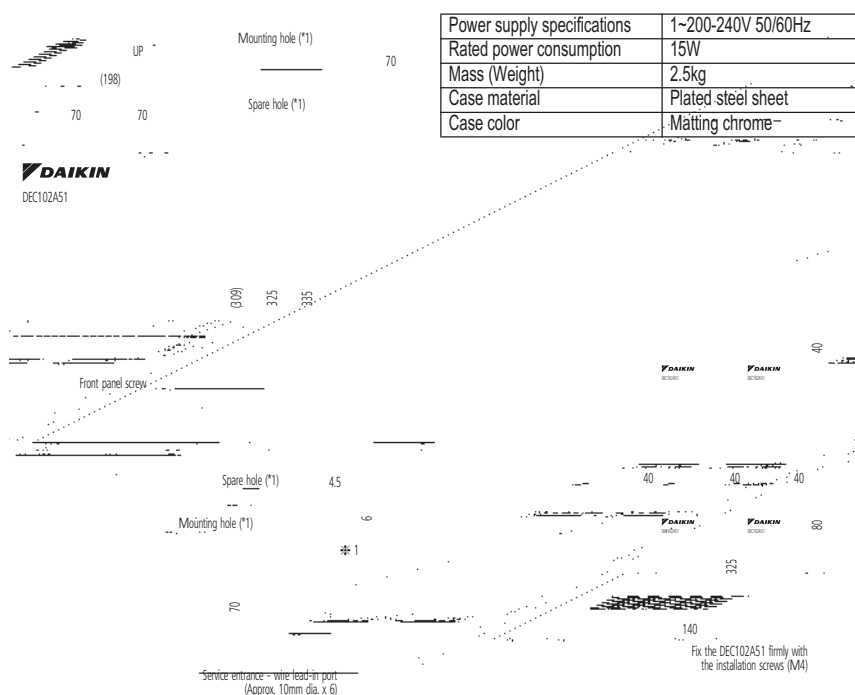 Power supply specifications 1~200-240V 50/60Hz
Rated power consumption 15W
Mass (Weight) 2.5kg
Case material Plated steel sheet
Case color Matting chrome
Mounting hole (*1)
UP
70
(198)
Spare hole (*1)
70 70
DAIKIN
DEC102A51
(309) 325 335
40
DAIKIN DAIKIN
DEC102A51 DEC102A51
Front panel screw
Spare hole (*1) 4.5
40 40 40
Mounting hole (*1) 6
DAIKIN DAIKIN
DEC102A51 DEC102A51
80
※ 1
325
70
140
Fix the DEC102A51 firmly with
the installation screws (M4)
Service entrance - wire lead-in port
(Approx. 10mm dia. x 6)